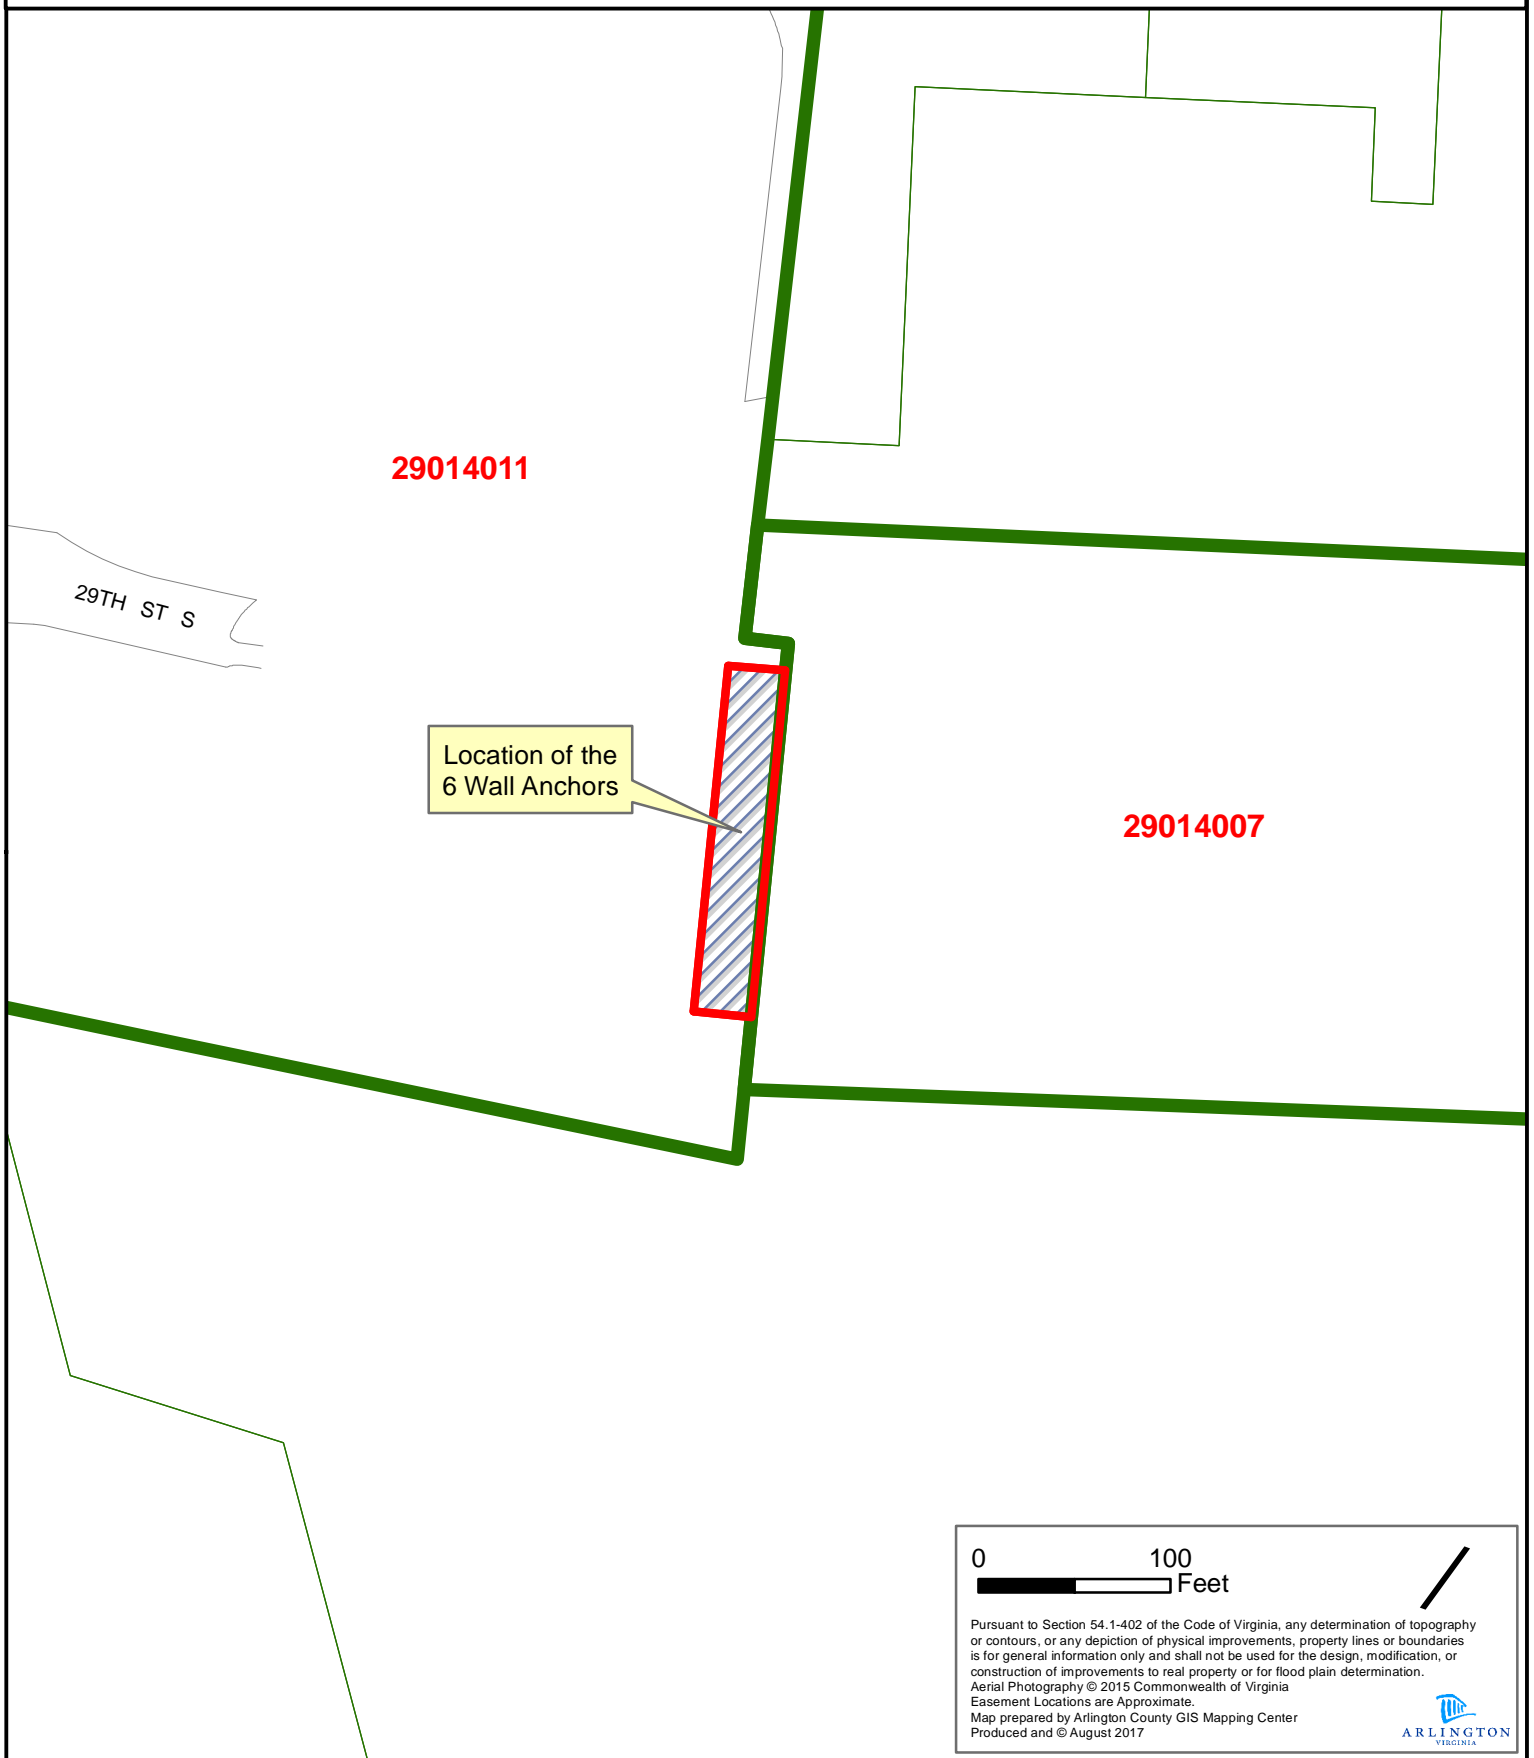 29014011
29TH ST S
Location of the
6 Wall Anchors
29014007
0 100
Feet
Pursuant to Section 54.1-402 of the Code of Virginia, any determination of topography
or contours, or any depiction of physical improvements, property lines or boundaries
is for general information only and shall not be used for the design, modification, or
construction of improvements to real property or for flood plain determination.
Aerial Photography © 2015 Commonwealth of Virginia
Easement Locations are Approximate.
Map prepared by Arlington County GIS Mapping Center
Produced and © August 2017
ARLINGTON
VIRGINIA